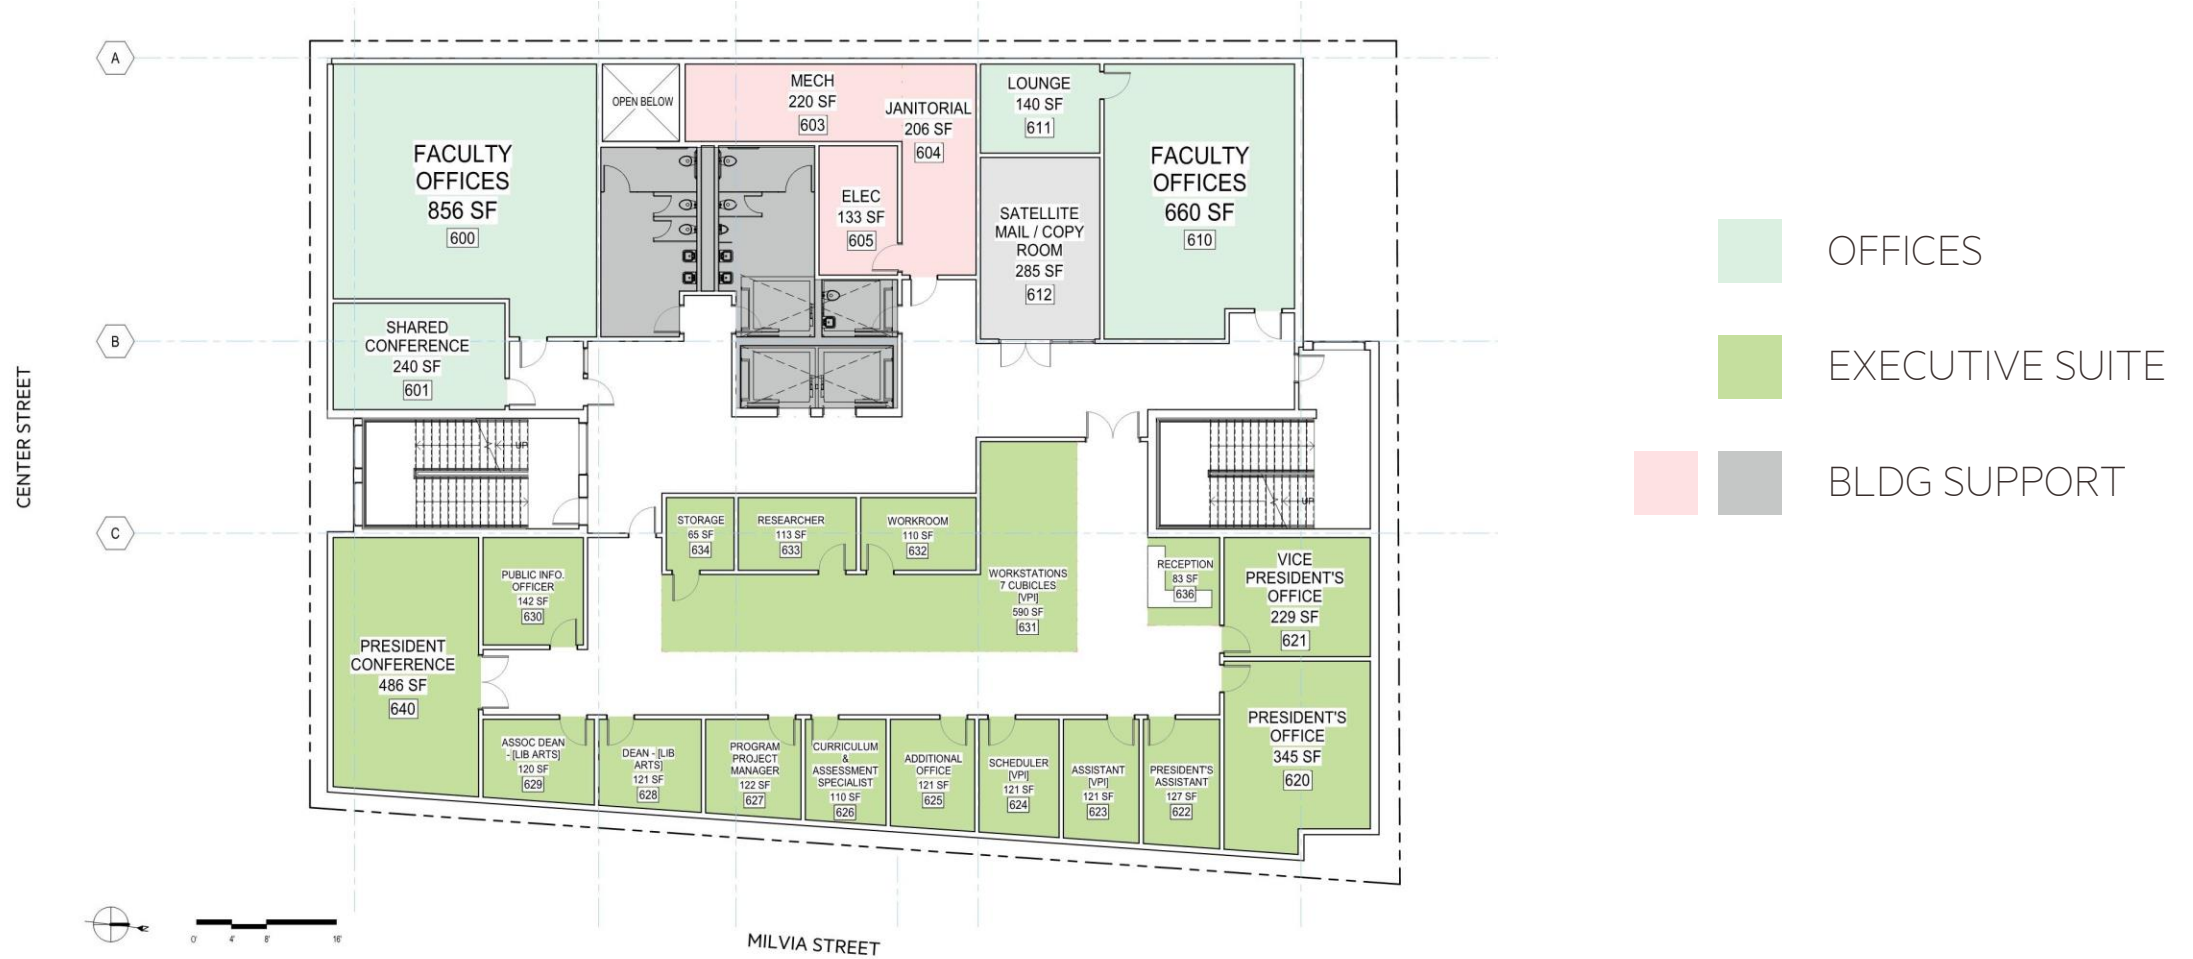 A
B
C
CENTER STREET
FACULTY
OFFICES
856 SF
600
OPEN BELOW
MECH
220 SF
603
JANITORIAL
206 SF
604
ELEC
133 SF
605
LOUNGE
140 SF
611
FACULTY
OFFICES
660 SF
610
SATELLITE
MAIL / COPY
ROOM
285 SF
612
SHARED
CONFERENCE
240 SF
601
UP
UP
STORAGE
65 SF
634
RESEARCHER
113 SF
633
WORKROOM
110 SF
632
WORKSTATIONS
7 CUBICLES
[VPI]
590 SF
631
RECEPTION
83 SF
636
VICE
PRESIDENT'S
OFFICE
229 SF
621
PUBLIC INFO.
OFFICER
142 SF
630
PRESIDENT
CONFERENCE
486 SF
640
PRESIDENT'S
OFFICE
345 SF
620
ASSOC DEAN
- [LIB ARTS]
120 SF
629
DEAN - [LIB
ARTS]
121 SF
628
PROGRAM
PROJECT
MANAGER
122 SF
627
CURRICULUM
&
ASSESSMENT
SPECIALIST
110 SF
626
ADDITIONAL
OFFICE
121 SF
625
SCHEDULER
[VPI]
121 SF
624
ASSISTANT
[VPI]
121 SF
623
PRESIDENT'S
ASSISTANT
127 SF
622
0' 4' 8' 16'
MILVIA STREET
OFFICES
EXECUTIVE SUITE
BLDG SUPPORT